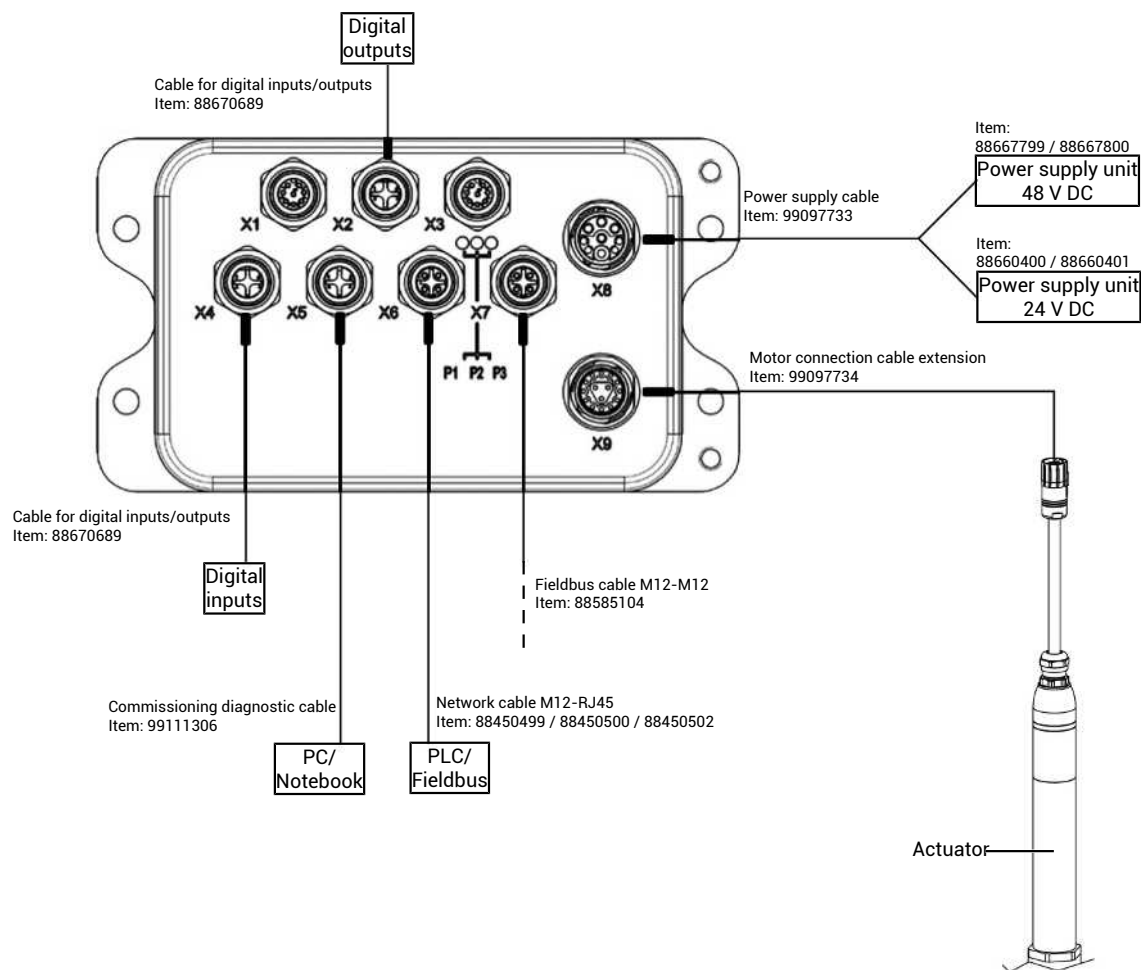 Digital
outputs
Cable for digital inputs/outputs
Item: 88670689
Item:
88667799 / 88667800
Power supply unit
48 V DC
Power supply cable
Item: 99097733
X1
X2
X3
Item:
88660400 / 88660401
Power supply unit
24 V DC
X8
X4
X5
X6
X7
P1
P2
P3
Motor connection cable extension
Item: 99097734
X9
Cable for digital inputs/outputs
Item: 88670689
Digital
inputs
Fieldbus cable M12-M12
Item: 88585104
Commissioning diagnostic cable
Item: 99111306
Network cable M12-RJ45
Item: 88450499 / 88450500 / 88450502
PC/
Notebook
PLC/
Fieldbus
Actuator